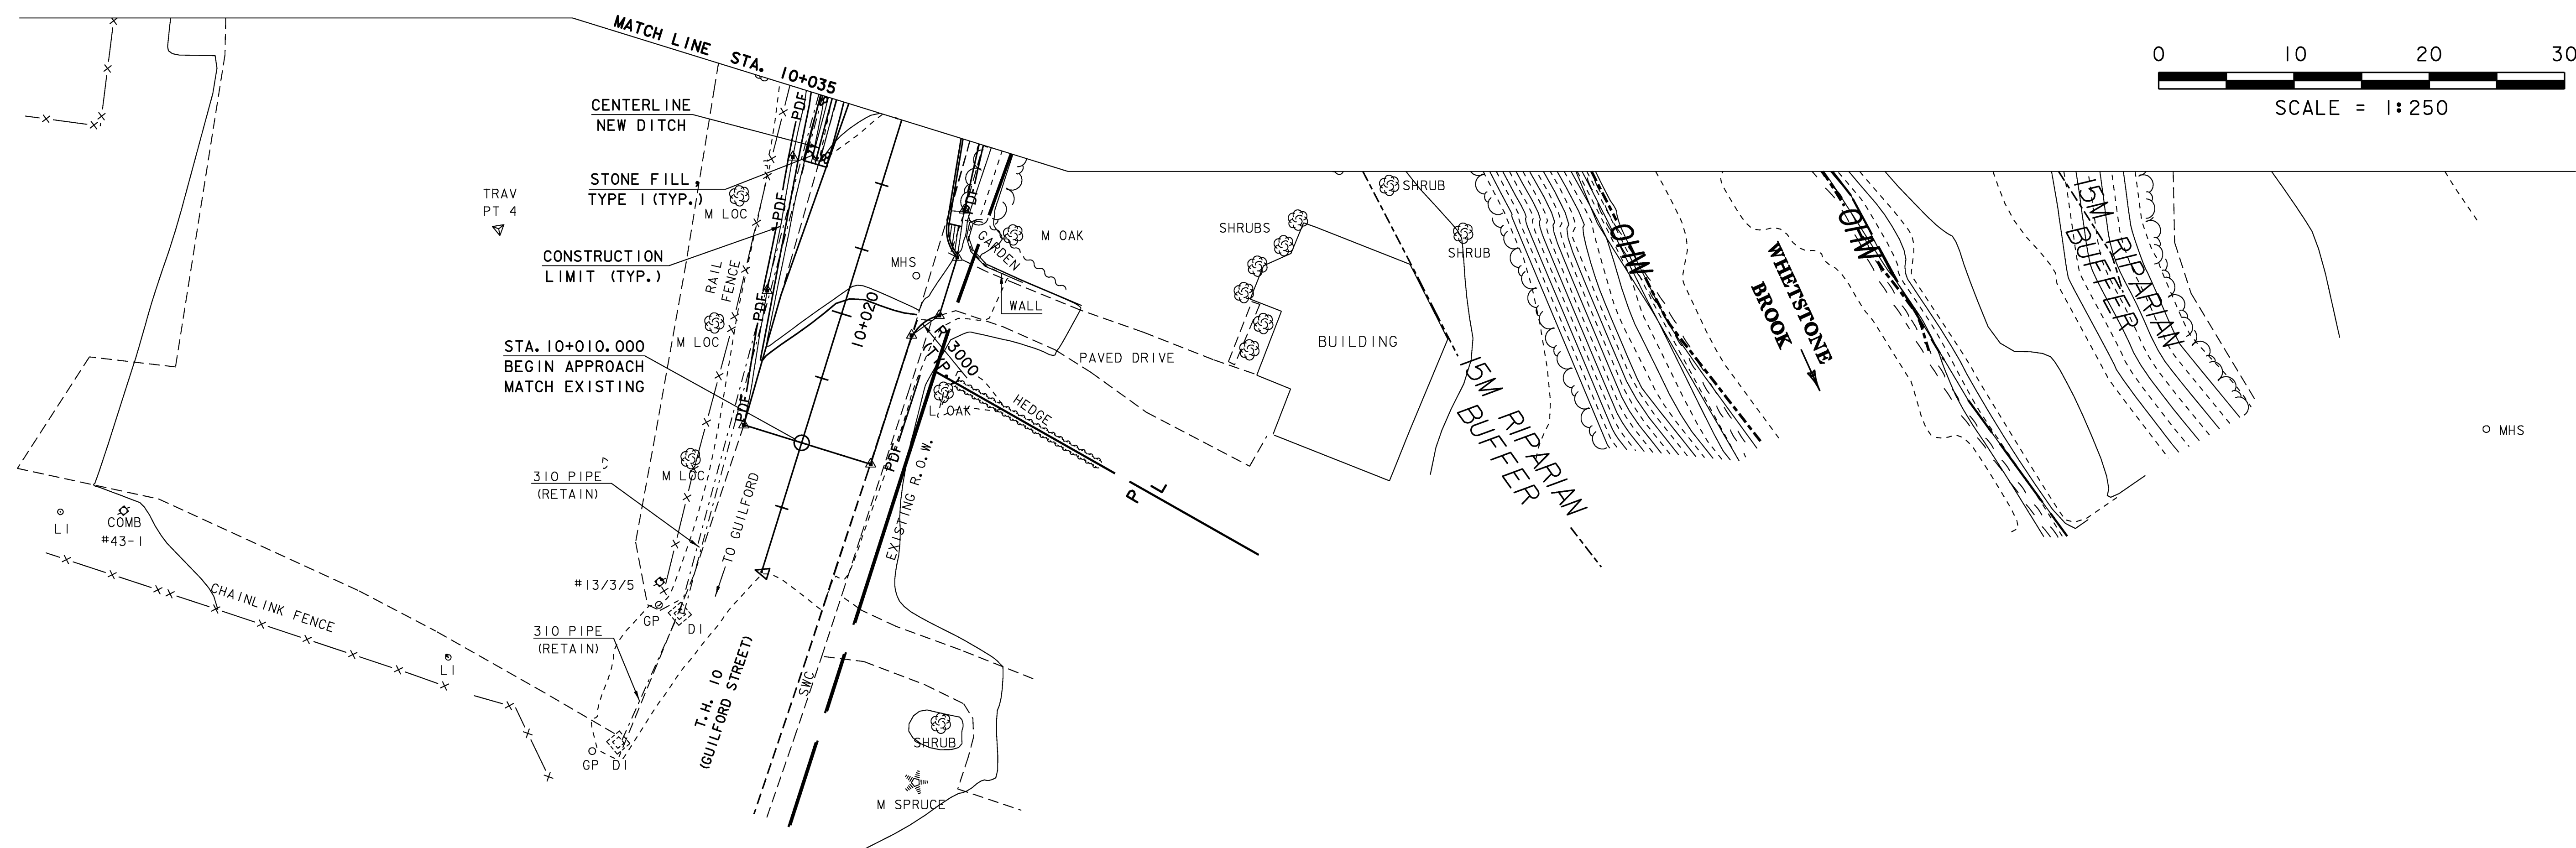 MATCH LINE STA. 10+035
0 10 20 30
SCALE = 1:250
CENTERLINE
NEW DITCH
PDF
STONE FILL,
TYPE I (TYP.)
M LOC
TRAV
PT 4
PDF
PDF
CONSTRUCTION
LIMIT (TYP.)
RAIL
FENCE
PDF
M LOC
MHS
GARDEN
M OAK
WALL
10+020
STA. 10+010.000
BEGIN APPROACH
MATCH EXISTING
R 3000
(TYP.)
PAVED DRIVE
SHRUBS
SHRUB
SHRUB
BUILDING
15M RIPARIAN
BUFFER
OHW
WHETSTONE
BROOK
OHW
15M RIPARIAN
BUFFER
MHS
PDF
L OAK
HEDGE
P L
PDF
EXISTING R.O.W.
M LOC
310 PIPE
(RETAIN)
TO GUILFORD
LI
COMB
#43-1
CHAINLINK FENCE
LI
#13/3/5
GP
DI
310 PIPE
(RETAIN)
T.H. 10
(GUILFORD STREET)
SWC
GP DI
SHRUB
M SPRUCE